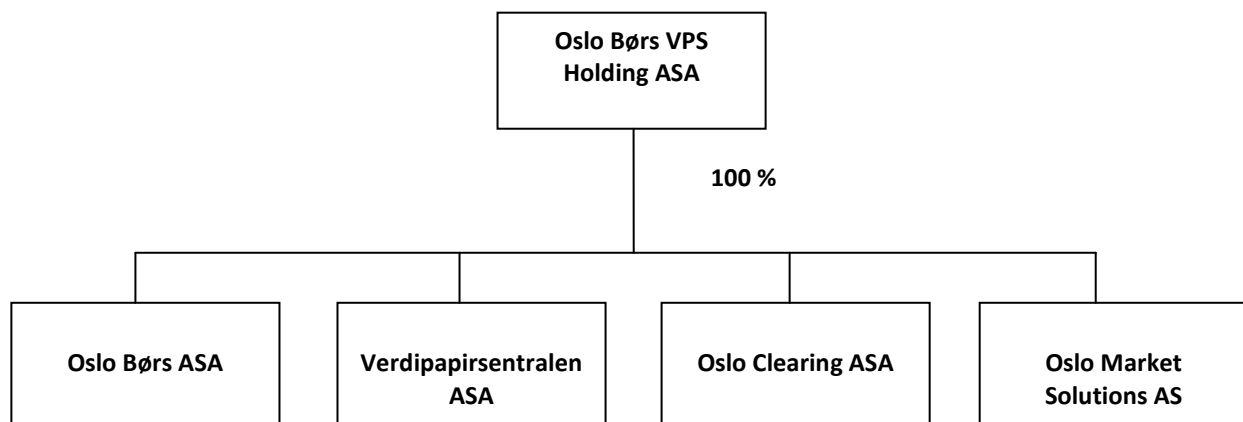 Oslo Børs VPS
Holding ASA
100 %
Oslo Børs ASA
Verdipapirsentralen
ASA
Oslo Clearing ASA
Oslo Market
Solutions AS